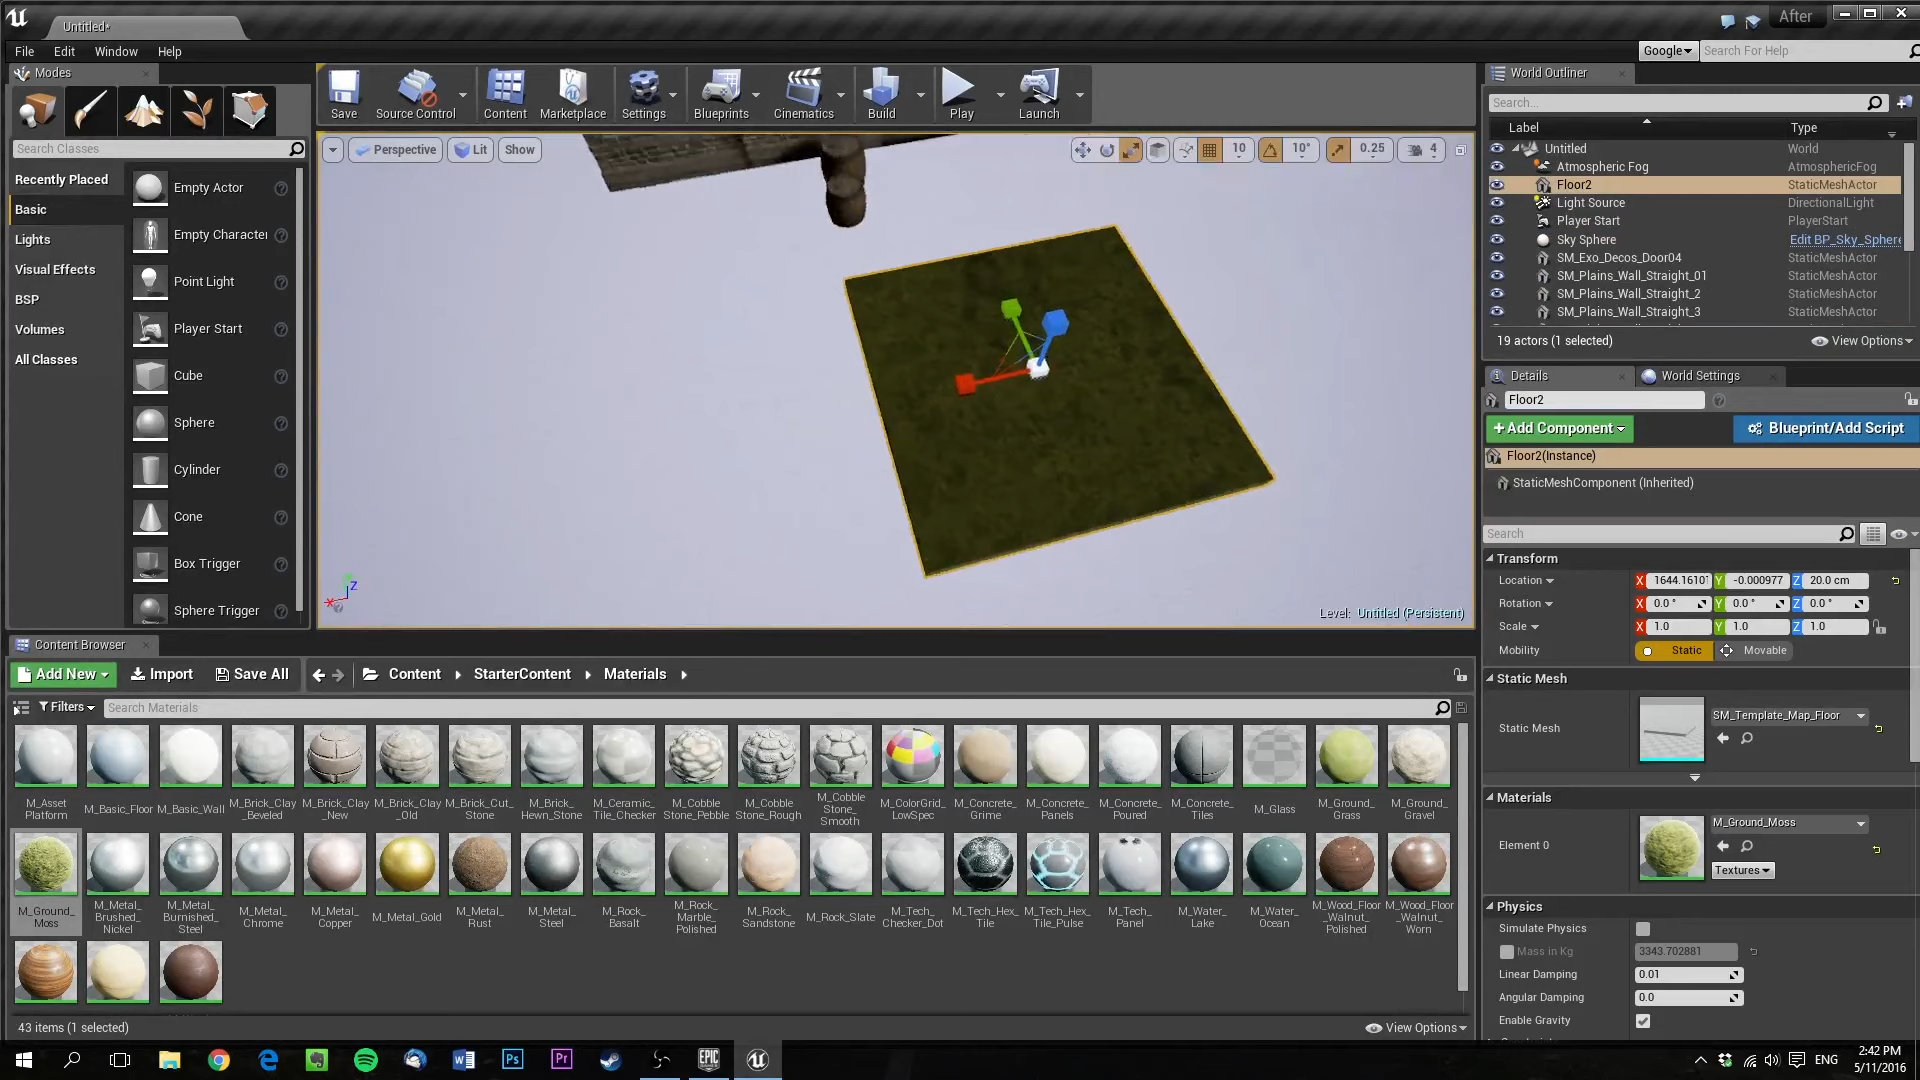 Untitled*
After
File Edit Window Help
Google
Search For Help
Modes
Search Classes
Recently Placed
Basic
Lights
Visual Effects
BSP
Volumes
All Classes
Empty Actor
Empty Character
Point Light
Player Start
Cube
Sphere
Cylinder
Cone
Box Trigger
Sphere Trigger
Save Source Control Content Marketplace Settings Blueprints Cinematics Build Play Launch
Perspective Lit Show
10 10° 0.25 4
Level: Untitled (Persistent)
World Outliner
Search...
Label Type
Untitled World
Atmospheric Fog AtmosphericFog
Floor2 StaticMeshActor
Light Source DirectionalLight
Player Start PlayerStart
Sky Sphere Edit BP_Sky_Sphere
SM_Exo_Decos_Door04 StaticMeshActor
SM_Plains_Wall_Straight_01 StaticMeshActor
SM_Plains_Wall_Straight_2 StaticMeshActor
SM_Plains_Wall_Straight_3 StaticMeshActor
19 actors (1 selected) View Options
Details World Settings
Floor2
+Add Component Blueprint/Add Script
Floor2(Instance)
StaticMeshComponent (Inherited)
Search
Transform
Location X 1644.16101 Y -0.000977 Z 20.0 cm
Rotation X 0.0 ° Y 0.0 ° Z 0.0 °
Scale X 1.0 Y 1.0 Z 1.0
Mobility Static Movable
Static Mesh
Static Mesh SM_Template_Map_Floor
Materials
Element 0 M_Ground_Moss
Textures
Physics
Simulate Physics
Mass in Kg 3343.702881
Linear Damping 0.01
Angular Damping 0.0
Enable Gravity
Content Browser
Add New Import Save All Content StarterContent Materials
Filters Search Materials
M_Asset Platform
M_Basic_Floor
M_Basic_Wall
M_Brick_Clay _Beveled
M_Brick_Clay _New
M_Brick_Clay _Old
M_Brick_Cut_ Stone
M_Brick_ Hewn_Stone
M_Ceramic_ Tile_Checker
M_Cobble Stone_Pebble
M_Cobble Stone_Rough
M_Cobble Stone_ Smooth
M_ColorGrid_ LowSpec
M_Concrete_ Grime
M_Concrete_ Panels
M_Concrete_ Poured
M_Concrete_ Tiles
M_Glass
M_Ground_ Grass
M_Ground_ Gravel
M_Ground_ Moss
M_Metal_ Brushed_ Nickel
M_Metal_ Burnished_ Steel
M_Metal_ Chrome
M_Metal_ Copper
M_Metal_Gold
M_Metal_ Rust
M_Metal_ Steel
M_Rock_ Basalt
M_Rock_ Marble_ Polished
M_Rock_ Sandstone
M_Rock_Slate
M_Tech_ Checker_Dot
M_Tech_Hex_ Tile
M_Tech_Hex_ Tile_Pulse
M_Tech_ Panel
M_Water_ Lake
M_Water_ Ocean
M_Wood_Floor _Walnut_ Polished
M_Wood_Floor _Walnut_ Worn
43 items (1 selected) View Options
ENG
2:42 PM
5/11/2016